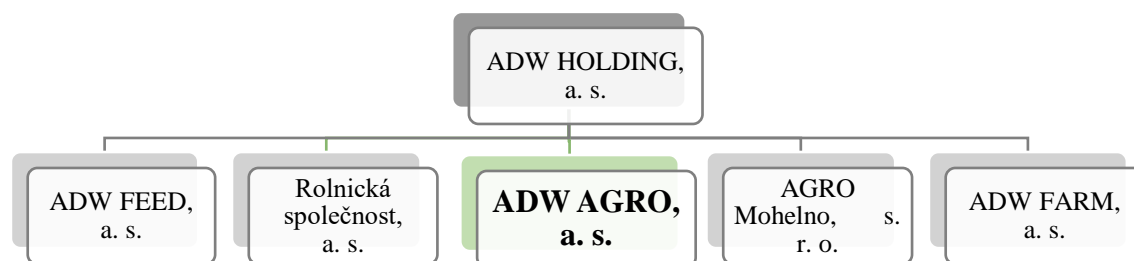 ADW HOLDING,
a. s.
ADW FEED,
a. s.
Rolnická
společnost,
a. s.
ADW AGRO,
a. s.
AGRO
Mohelno, s.
r. o.
ADW FARM,
a. s.